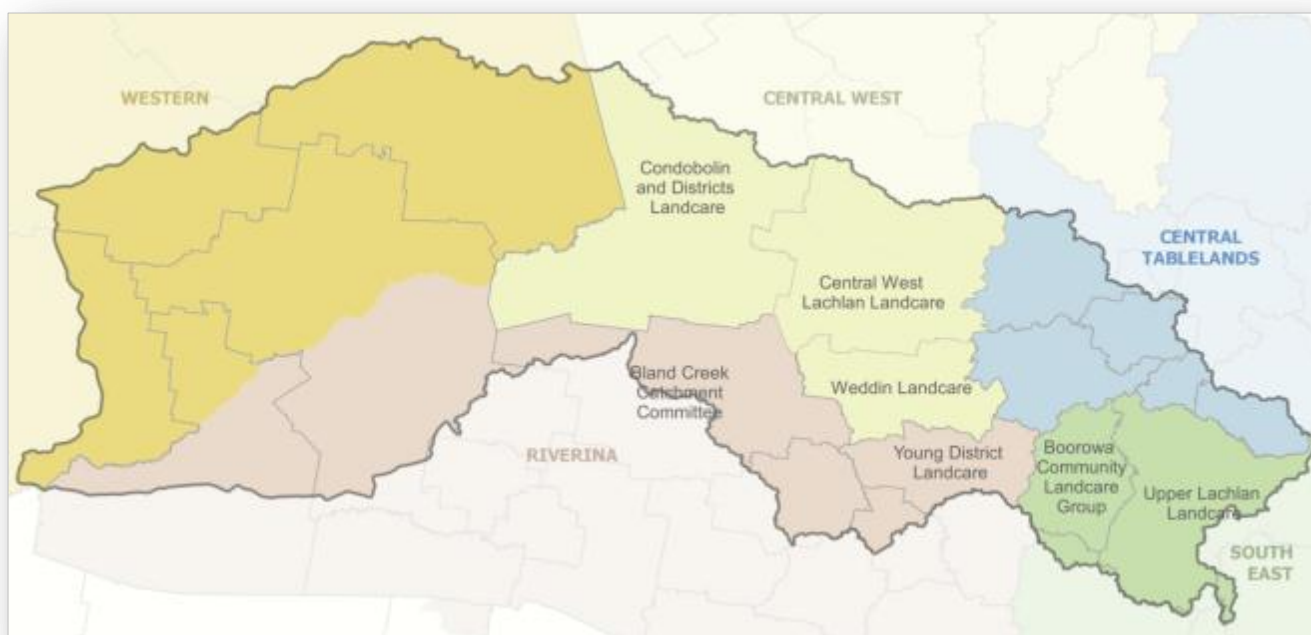 WESTERN
CENTRAL WEST
Condobolin
and Districts
Landcare
CENTRAL
TABLELANDS
Central West
Lachlan Landcare
Bland Creek
Catchment
Committee
Weddin Landcare
RIVERINA
Young District
Landcare
Boorowa
Community
Landcare
Group
Upper Lachlan
Landcare
SOUTH
EAST